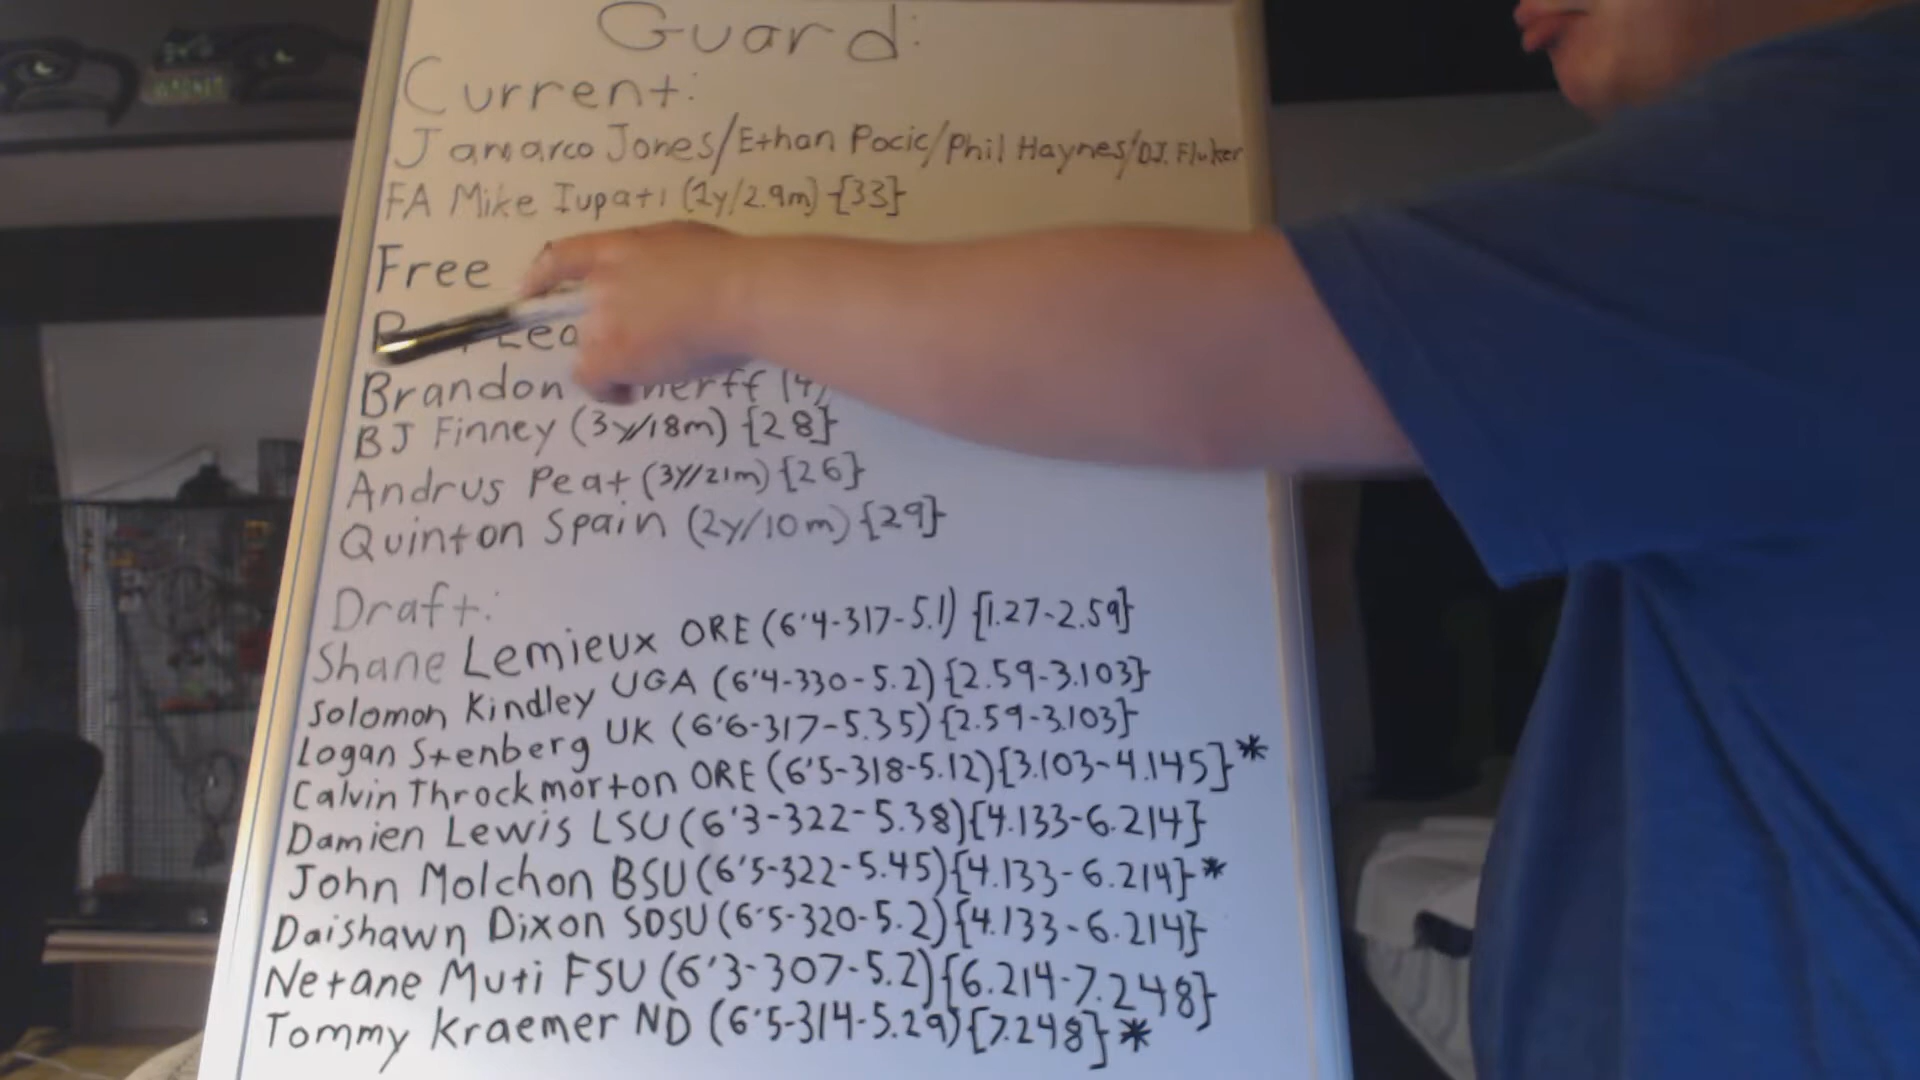 Guard:
Current:
Jamarco Jones/Ethan Pocic/Phil Haynes/DJ. Fluker
FA Mike Iupati (1y/2.9m) {33}
Free
Brandon
BJ Finney (3y/18m) {28}
Andrus Peat (3y/21m) {26}
Quinton Spain (2y/10m) {29}
Draft:
Shane Lemieux ORE (6'4-317-5.1) {1.27-2.59}
Solomon Kindley UGA (6'4-330-5.2) {2.59-3.103}
Logan Stenberg UK (6'6-317-5.35) {2.59-3.103}
Calvin Throckmorton ORE (6'5-318-5.12) {3.103-4.145} *
Damien Lewis LSU (6'3-322-5.38) {4.133-6.214}
John Molchon BSU (6'5-322-5.45) {4.133-6.214} *
Daishawn Dixon SDSU (6'5-320-5.2) {4.133-6.214}
Netane Muti FSU (6'3-307-5.2) {6.214-7.248}
Tommy Kraemer ND (6'5-314-5.29) {7.248} *